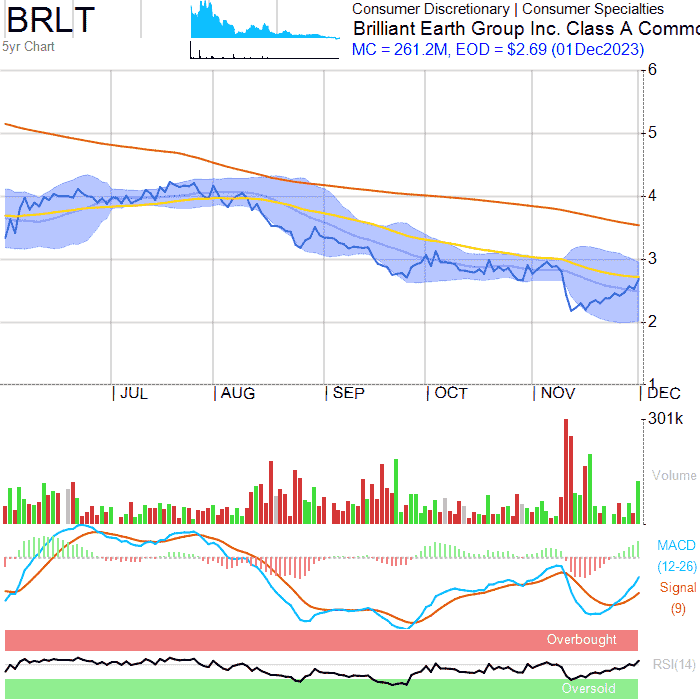 BRLT
5yr Chart
Consumer Discretionary | Consumer Specialties
Brilliant Earth Group Inc. Class A Commo
MC = 261.2M, EOD = $2.69 (01Dec2023)
6
5
4
3
2
1
JUL
AUG
SEP
OCT
NOV
DEC
301k
Volume
MACD
(12-26)
Signal
(9)
Overbought
RSI(14)
Oversold